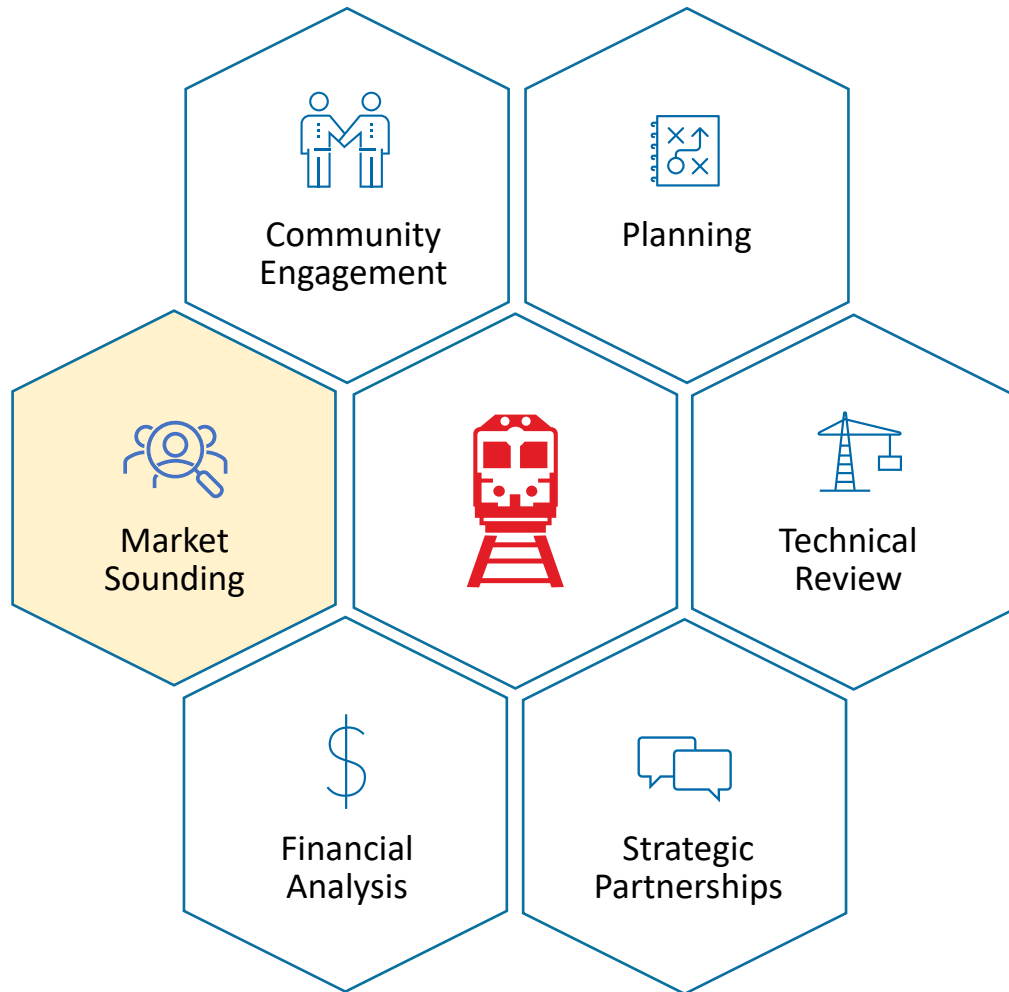 Community
Engagement
Planning
Market
Sounding
Technical
Review
Financial
Analysis
Strategic
Partnerships